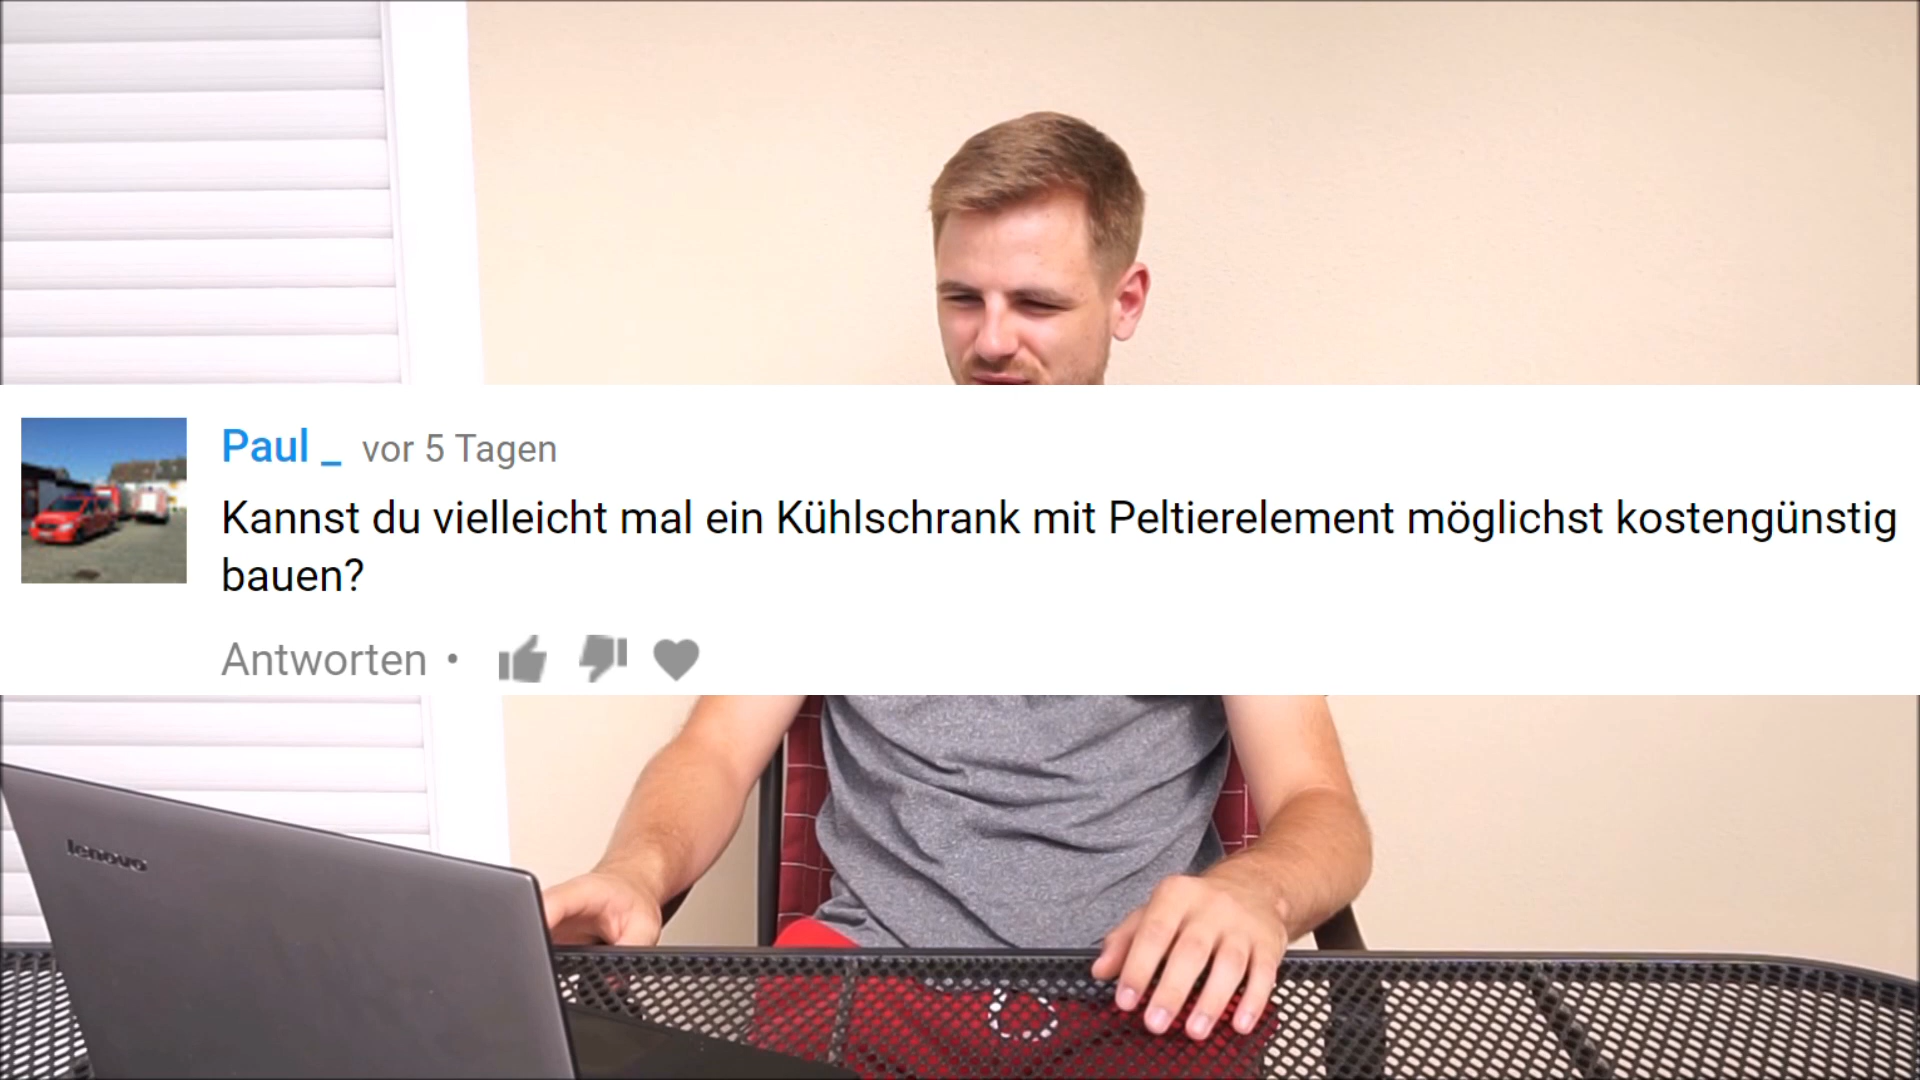 Paul _ vor 5 Tagen
Kannst du vielleicht mal ein Kühlschrank mit Peltierelement möglichst kostengünstig
bauen?
Antworten •
lenovo